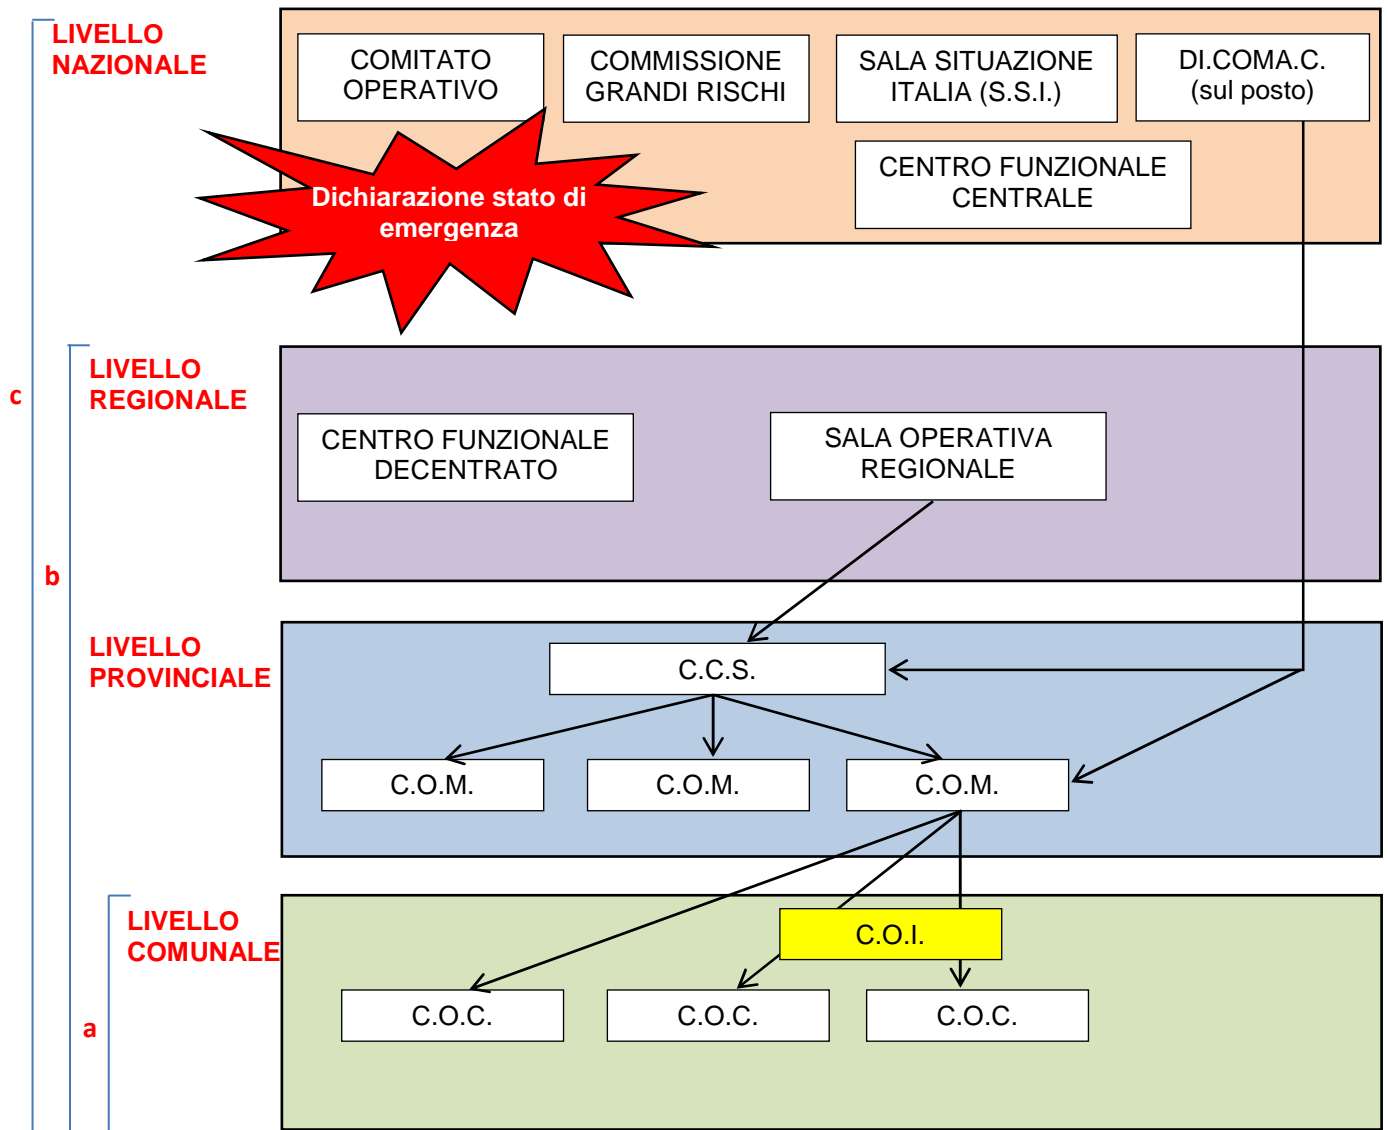 LIVELLO
NAZIONALE
COMITATO
OPERATIVO
COMMISSIONE
GRANDI RISCHI
SALA SITUAZIONE
ITALIA (S.S.I.)
DI.COMA.C.
(sul posto)
CENTRO FUNZIONALE
CENTRALE
Dichiarazione stato di
emergenza
c
LIVELLO
REGIONALE
CENTRO FUNZIONALE
DECENTRATO
SALA OPERATIVA
REGIONALE
b
LIVELLO
PROVINCIALE
C.C.S.
C.O.M.
C.O.M.
C.O.M.
LIVELLO
COMUNALE
C.O.I.
a
C.O.C.
C.O.C.
C.O.C.